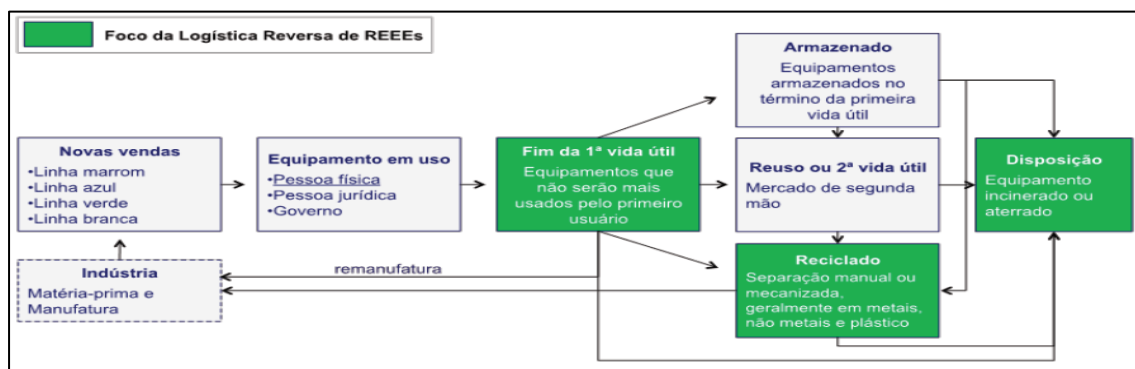 Foco da Logística Reversa de REEEs
Armazenado
Equipamentos
armazenados no
término da primeira
vida útil
Novas vendas
•Linha marrom
•Linha azul
•Linha verde
•Linha branca
Equipamento em uso
•Pessoa física
•Pessoa jurídica
•Governo
Fim da 1ª vida útil
Equipamentos que
não serão mais
usados pelo primeiro
usuário
Reuso ou 2ª vida útil
Mercado de segunda
mão
Disposição
Equipamento
incinerado ou
aterrado
Indústria
Matéria-prima e
Manufatura
remanufatura
Reciclado
Separação manual ou
mecanizada,
geralmente em metais,
não metais e plástico